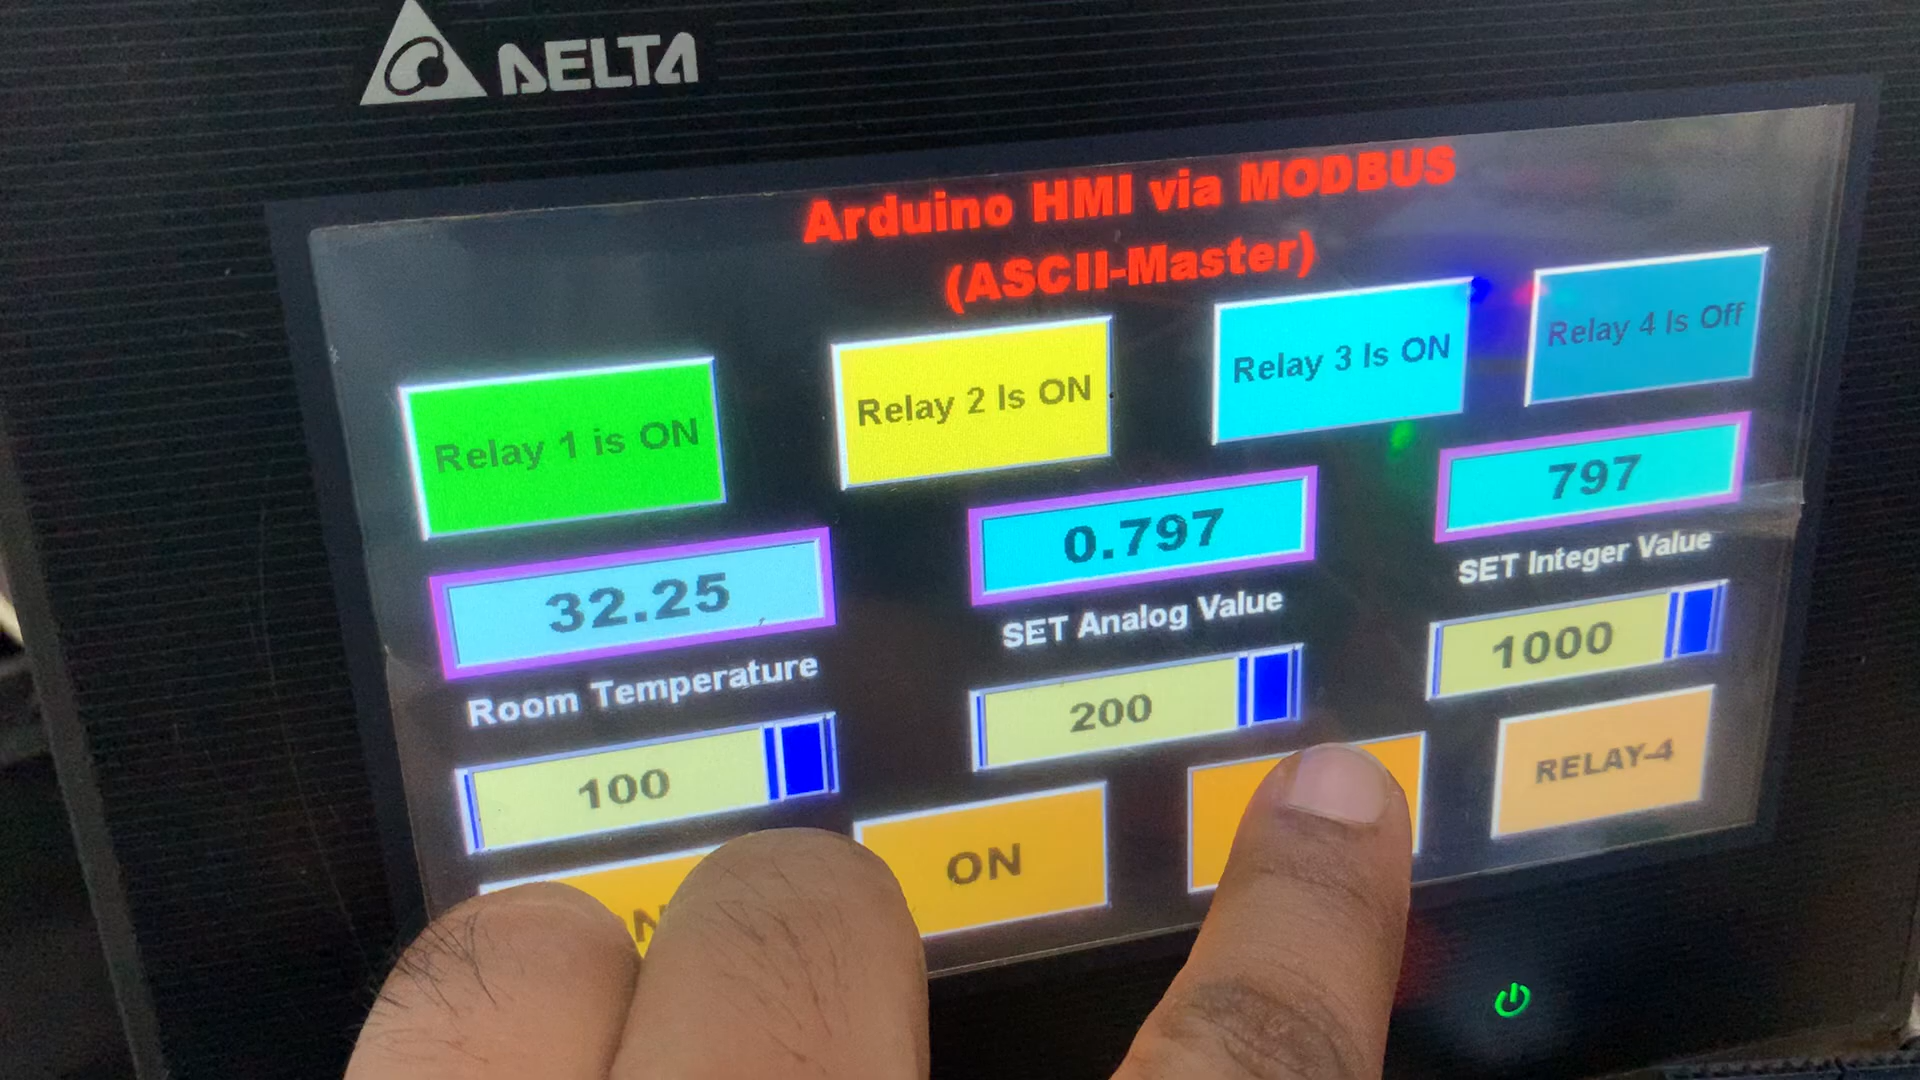 DELTA
Arduino HMI via MODBUS
(ASCII-Master)
Relay 1 is ON
Relay 2 Is ON
Relay 3 Is ON
Relay 4 Is Off
32.25
0.797
797
Room Temperature
SET Analog Value
SET Integer Value
100
200
1000
ON
RELAY-4